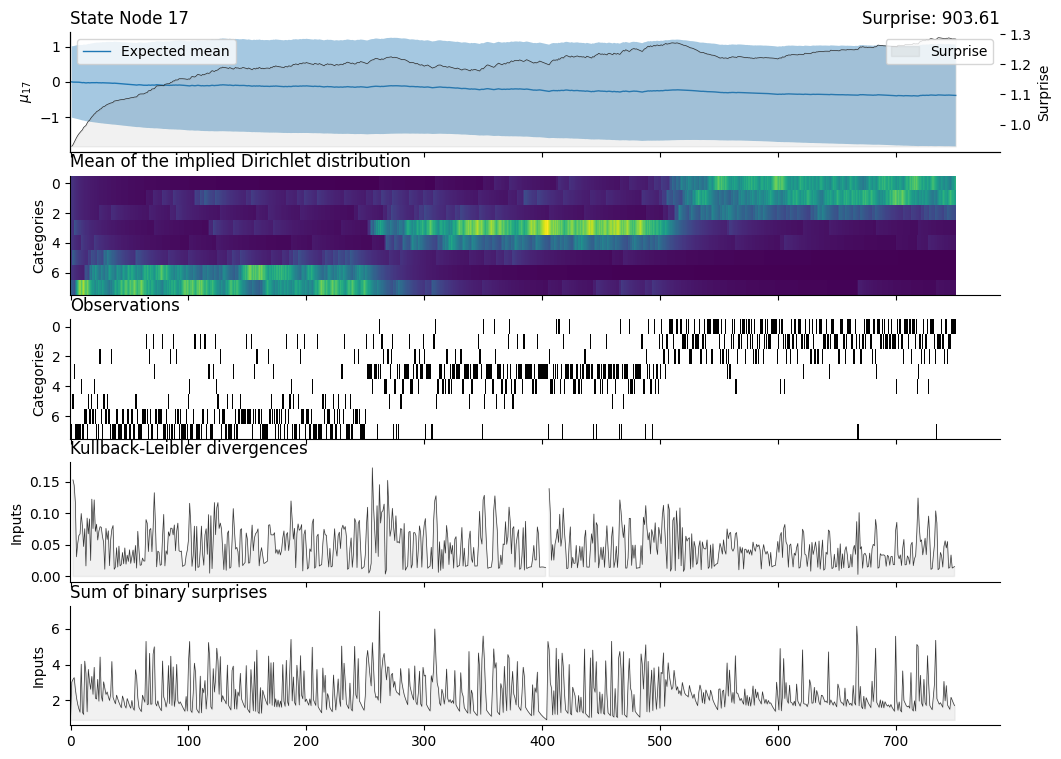 State Node 17
Surprise: 903.61
Expected mean
Surprise
1
0
−1
μ17
1.3
1.2
1.1
1.0
Surprise
Mean of the implied Dirichlet distribution
0
2
4
6
Categories
Observations
0
2
4
6
Categories
Kullback-Leibler divergences
0.15
0.10
0.05
0.00
Inputs
Sum of binary surprises
6
4
2
Inputs
0 100 200 300 400 500 600 700